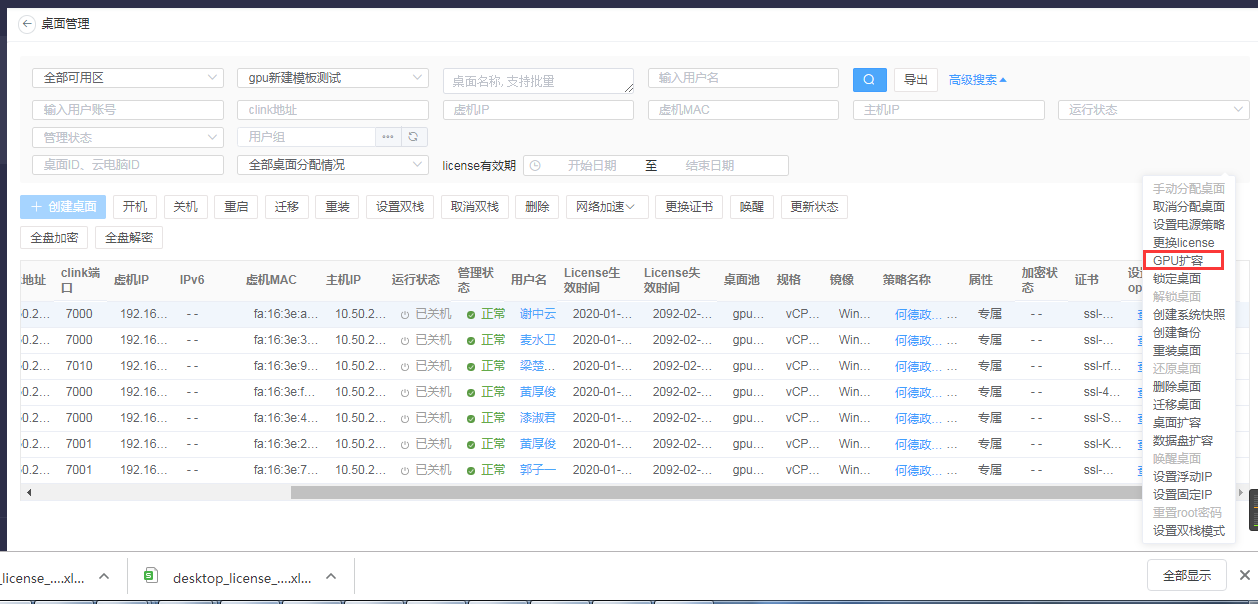 桌面管理
全部可用区 gpu新建模板测试 桌面名称, 支持批量 输入用户名 导出 高级搜索
输入用户账号 clink地址 虚机IP 虚机MAC 主机IP 运行状态
管理状态 用户组
桌面ID、云电脑ID 全部桌面分配情况 license有效期 开始日期 至 结束日期
+ 创建桌面 开机 关机 重启 迁移 重装 设置双栈 取消双栈 删除 网络加速 更换证书 唤醒 更新状态
全盘加密 全盘解密
地址 clink端口 虚机IP IPv6 虚机MAC 主机IP 运行状态 管理状态 用户名 License生效时间 License失效时间 桌面池 规格 镜像 策略名称 属性 加密状态 证书
0.2... 7000 192.16... - - fa:16:3e:a... 10.50.2... 已关机 正常 谢中云 2020-01-... 2092-02-... gpu... vCP... Win... 何德政... ... 专属 - - ssl-...
0.2... 7000 192.16... - - fa:16:3e:3... 10.50.2... 已关机 正常 麦水卫 2020-01-... 2092-02-... gpu... vCP... Win... 何德政... ... 专属 - - ssl-...
0.2... 7010 192.16... - - fa:16:3e:9... 10.50.2... 已关机 正常 梁楚... 2020-01-... 2092-02-... gpu... vCP... Win... 何德政... ... 专属 - - ssl-rf...
0.2... 7000 192.16... - - fa:16:3e:f... 10.50.2... 已关机 正常 黄厚俊 2020-01-... 2092-02-... gpu... vCP... Win... 何德政... ... 专属 - - ssl-4...
0.2... 7000 192.16... - - fa:16:3e:4... 10.50.2... 已关机 正常 漆淑君 2020-01-... 2092-02-... gpu... vCP... Win... 何德政... ... 专属 - - ssl-S...
0.2... 7001 192.16... - - fa:16:3e:2... 10.50.2... 已关机 正常 黄厚俊 2020-01-... 2092-02-... gpu... vCP... Win... 何德政... ... 专属 - - ssl-K...
0.2... 7001 192.16... - - fa:16:3e:7... 10.50.2... 已关机 正常 郭子一 2020-01-... 2092-02-... gpu... vCP... Win... 何德政... ... 专属 - - ssl-...
手动分配桌面
取消分配桌面
设置电源策略
更换license
GPU扩容
锁定桌面
解锁桌面
创建系统快照
创建备份
重装桌面
还原桌面
删除桌面
迁移桌面
桌面扩容
数据盘扩容
唤醒桌面
设置浮动IP
设置固定IP
重置root密码
设置双栈模式
_license_....xl... desktop_license_....xl... 全部显示